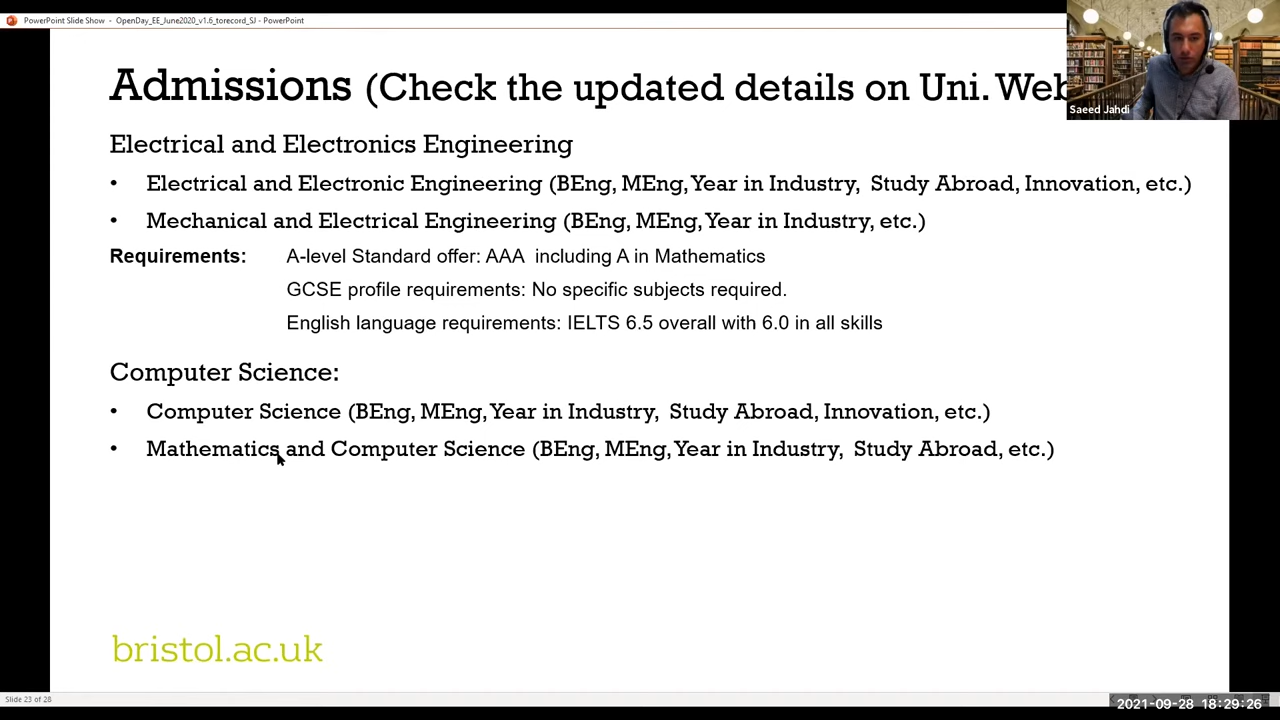 PowerPoint Slide Show - OpenDay_EE_June2020_v1.6_torecord_SJ - PowerPoint
Admissions (Check the updated details on Uni. Web
Saeed Jahdi
Electrical and Electronics Engineering
• Electrical and Electronic Engineering (BEng, MEng, Year in Industry, Study Abroad, Innovation, etc.)
• Mechanical and Electrical Engineering (BEng, MEng, Year in Industry, etc.)
Requirements: A-level Standard offer: AAA including A in Mathematics
GCSE profile requirements: No specific subjects required.
English language requirements: IELTS 6.5 overall with 6.0 in all skills
Computer Science:
• Computer Science (BEng, MEng, Year in Industry, Study Abroad, Innovation, etc.)
• Mathematics and Computer Science (BEng, MEng, Year in Industry, Study Abroad, etc.)
bristol.ac.uk
Slide 23 of 28
2021-09-28 18:29:26